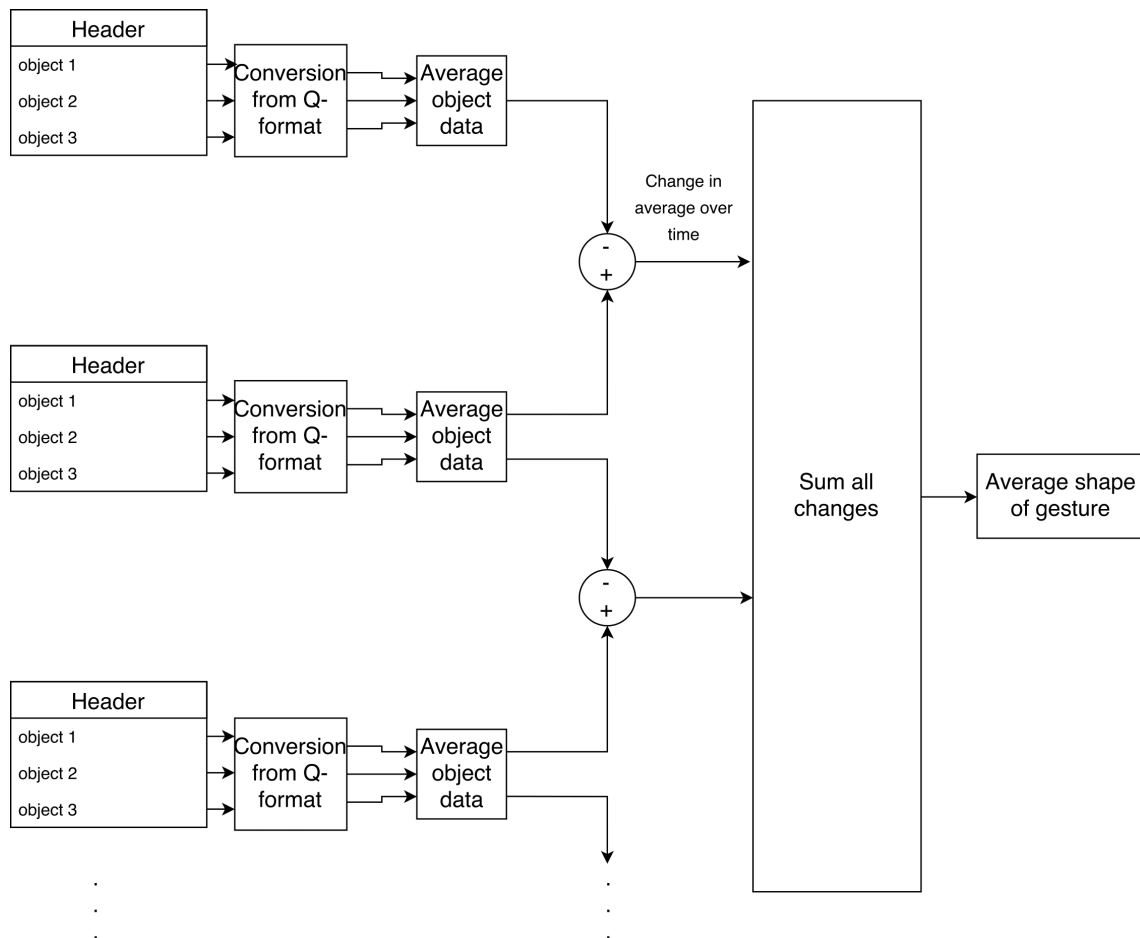 Header
object 1
object 2
object 3
Conversion
from Q-
format
Average
object
data
Change in
average over
time
-
+
Header
object 1
object 2
object 3
Conversion
from Q-
format
Average
object
data
Sum all
changes
Average shape
of gesture
-
+
Header
object 1
object 2
object 3
Conversion
from Q-
format
Average
object
data
.
.
.
.
.
.